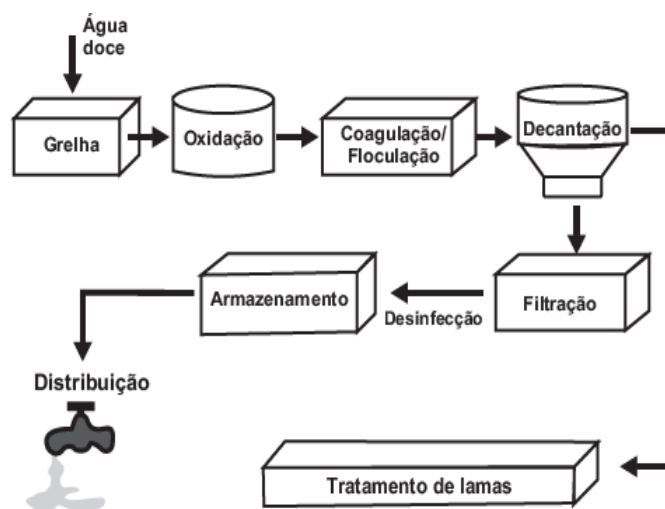 Água
doce
Grelha
Oxidação
Coagulação/
Floculação
Decantação
Armazenamento
Desinfecção
Filtração
Distribuição
Tratamento de lamas